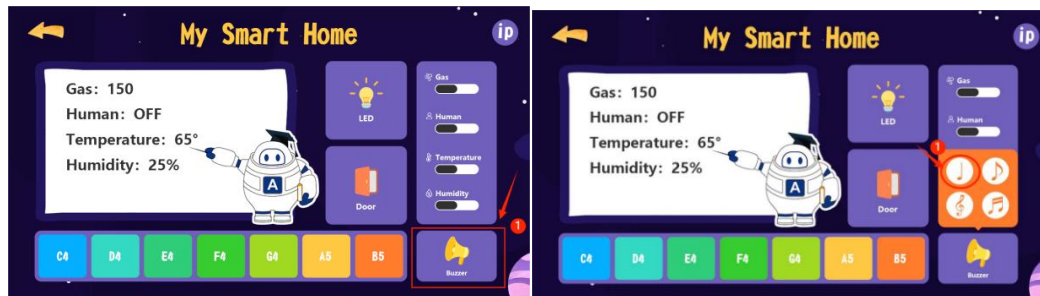 My Smart Home
ip
Gas: 150
Human: OFF
Temperature: 65°
Humidity: 25%
A
LED
Door
Gas
Human
Temperature
Humidity
1
C4 D4 E4 F4 G4 A5 B5
Buzzer
My Smart Home
ip
Gas: 150
Human: OFF
Temperature: 65°
Humidity: 25%
A
LED
Door
Gas
Human
1
C4 D4 E4 F4 G4 A5 B5
Buzzer